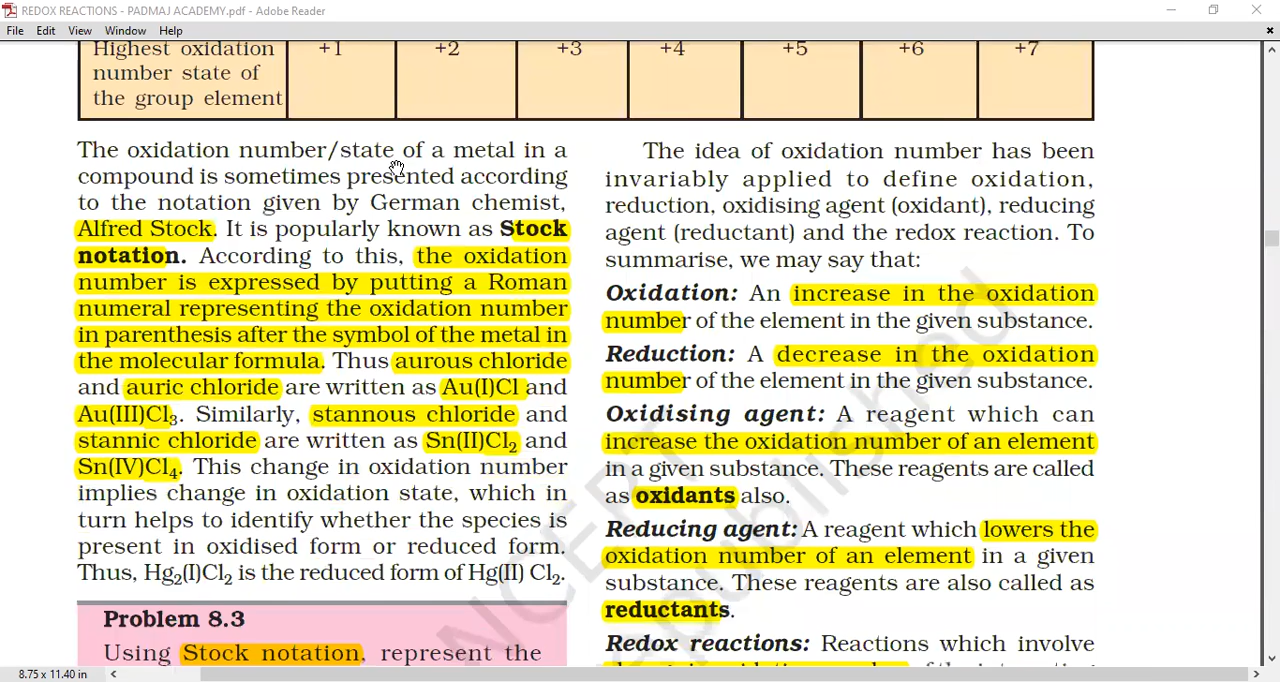 REDOX REACTIONS - PADMAJ ACADEMY.pdf - Adobe Reader
File Edit View Window Help
Highest oxidation +1 +2 +3 +4 +5 +6 +7
number state of
the group element
The oxidation number/state of a metal in a
compound is sometimes presented according
to the notation given by German chemist,
Alfred Stock. It is popularly known as Stock
notation. According to this, the oxidation
number is expressed by putting a Roman
numeral representing the oxidation number
in parenthesis after the symbol of the metal in
the molecular formula. Thus aurous chloride
and auric chloride are written as Au(I)Cl and
Au(III)Cl₃. Similarly, stannous chloride and
stannic chloride are written as Sn(II)Cl₂ and
Sn(IV)Cl₄. This change in oxidation number
implies change in oxidation state, which in
turn helps to identify whether the species is
present in oxidised form or reduced form.
Thus, Hg₂(I)Cl₂ is the reduced form of Hg(II) Cl₂.
Problem 8.3
Using Stock notation, represent the
The idea of oxidation number has been
invariably applied to define oxidation,
reduction, oxidising agent (oxidant), reducing
agent (reductant) and the redox reaction. To
summarise, we may say that:
Oxidation: An increase in the oxidation
number of the element in the given substance.
Reduction: A decrease in the oxidation
number of the element in the given substance.
Oxidising agent: A reagent which can
increase the oxidation number of an element
in a given substance. These reagents are called
as oxidants also.
Reducing agent: A reagent which lowers the
oxidation number of an element in a given
substance. These reagents are also called as
reductants.
Redox reactions: Reactions which involve
NCERT
republished
8.75 x 11.40 in